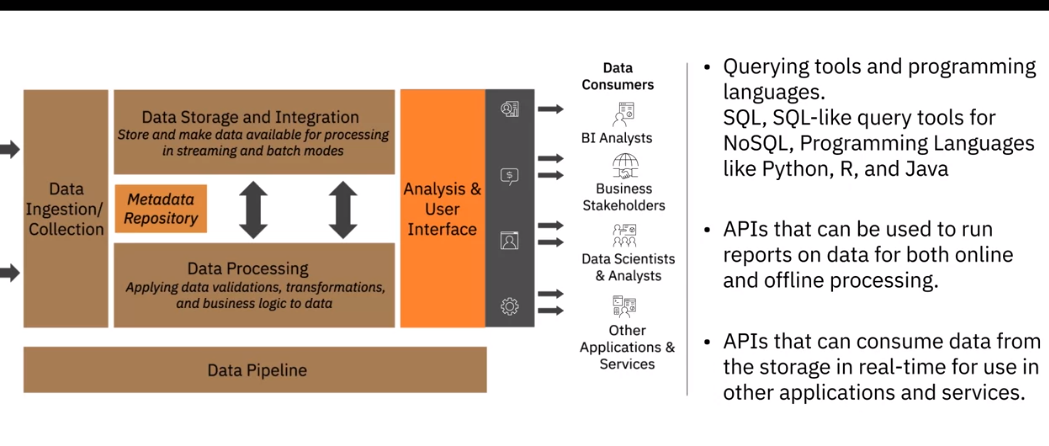 Data Storage and Integration
Store and make data available for processing
in streaming and batch modes
Data
Ingestion/
Collection
Metadata
Repository
Data Processing
Applying data validations, transformations,
and business logic to data
Analysis &
User
Interface
Data Pipeline
Data
Consumers
BI Analysts
$
Business
Stakeholders
Data Scientists
& Analysts
Other
Applications &
Services
• Querying tools and programming
languages.
SQL, SQL-like query tools for
NoSQL, Programming Languages
like Python, R, and Java
• APIs that can be used to run
reports on data for both online
and offline processing.
• APIs that can consume data from
the storage in real-time for use in
other applications and services.